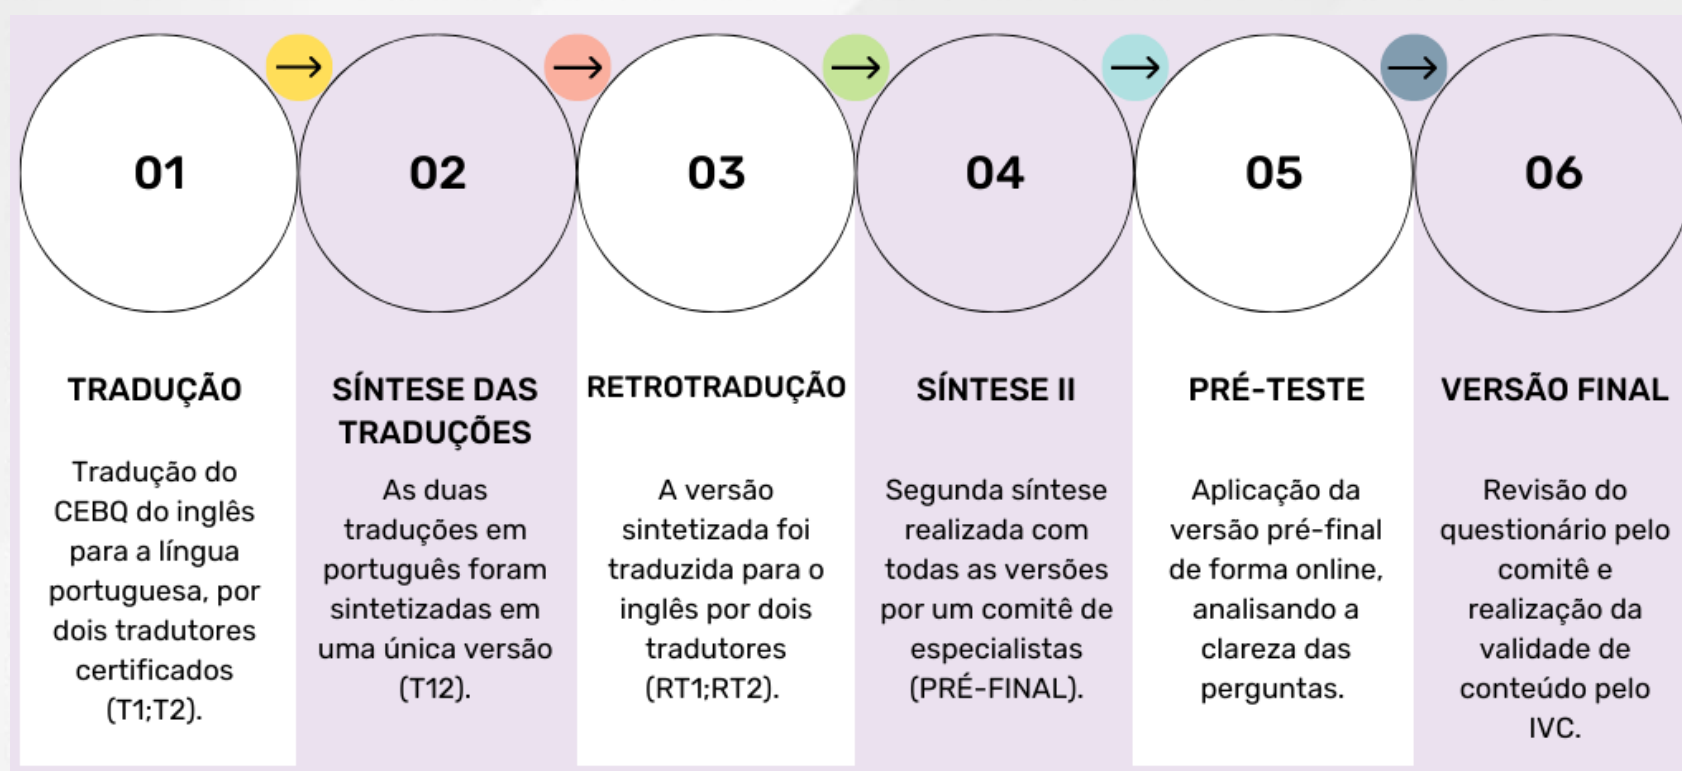 01
TRADUÇÃO
Tradução do
CEBQ do inglês
para a língua
portuguesa, por
dois tradutores
certificados
(T1;T2).
02
SÍNTESE DAS
TRADUÇÕES
As duas
traduções em
português foram
sintetizadas em
uma única versão
(T12).
03
RETROTRADUÇÃO
A versão
sintetizada foi
traduzida para o
inglês por dois
tradutores
(RT1;RT2).
04
SÍNTESE II
Segunda síntese
realizada com
todas as versões
por um comitê de
especialistas
(PRÉ-FINAL).
05
PRÉ-TESTE
Aplicação da
versão pré-final
de forma online,
analisando a
clareza das
perguntas.
06
VERSÃO FINAL
Revisão do
questionário pelo
comitê e
realização da
validade de
conteúdo pelo
IVC.